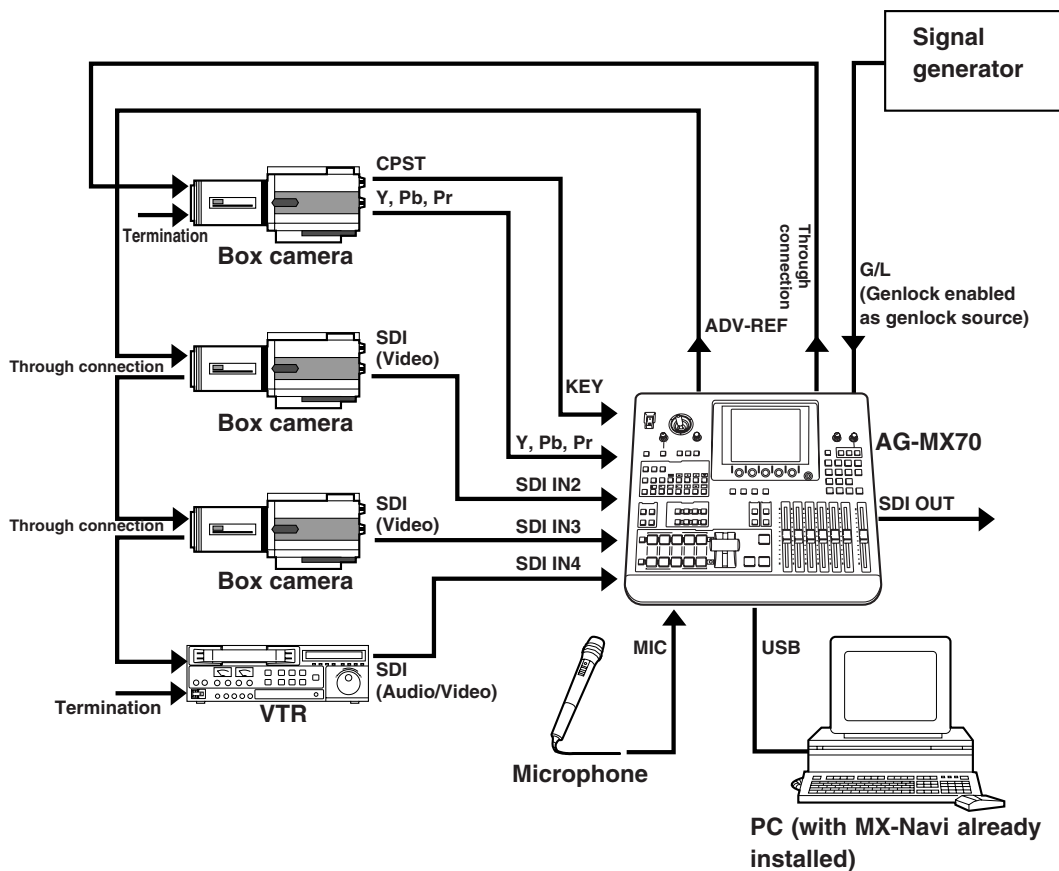 Signal
generator
CPST
Y, Pb, Pr
Termination
Box camera
Through
connection
G/L
(Genlock enabled
as genlock source)
ADV-REF
SDI
(Video)
Through connection
Box camera
KEY
Y, Pb, Pr
AG-MX70
SDI IN2
SDI OUT
SDI
(Video)
Through connection
SDI IN3
SDI IN4
Box camera
MIC
USB
SDI
(Audio/Video)
Termination
VTR
Microphone
PC (with MX-Navi already
installed)